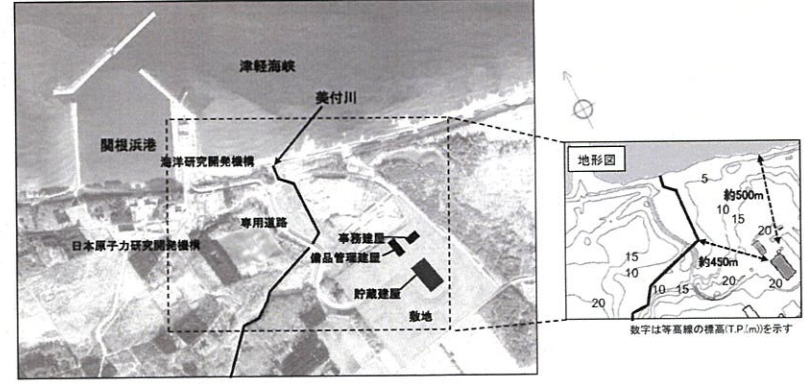 津軽海峡
美付川
関根浜港
海洋研究開発機構
専用道路
日本原子力研究開発機構
事務建屋
備品管理建屋
貯蔵建屋
敷地
地形図
5
約500m
10
15
20
約450m
15
10
20
10
15
20
20
数字は等高線の標高(T.P.(m))を示す